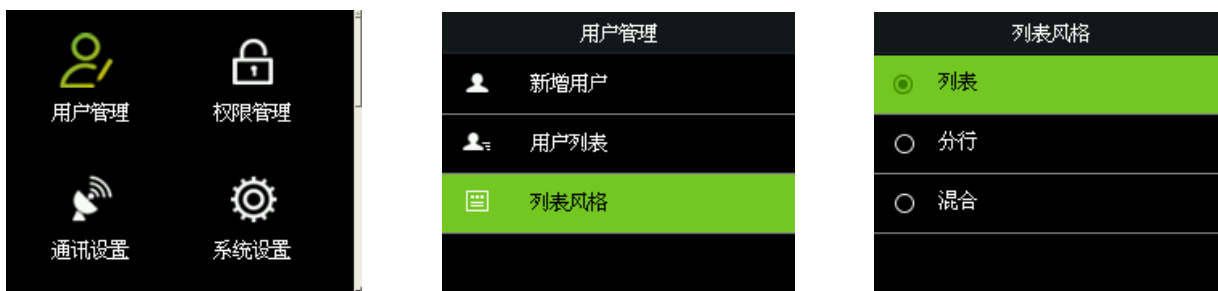 用户管理 权限管理
通讯设置 系统设置
用户管理
新增用户
用户列表
列表风格
列表风格
列表
分行
混合